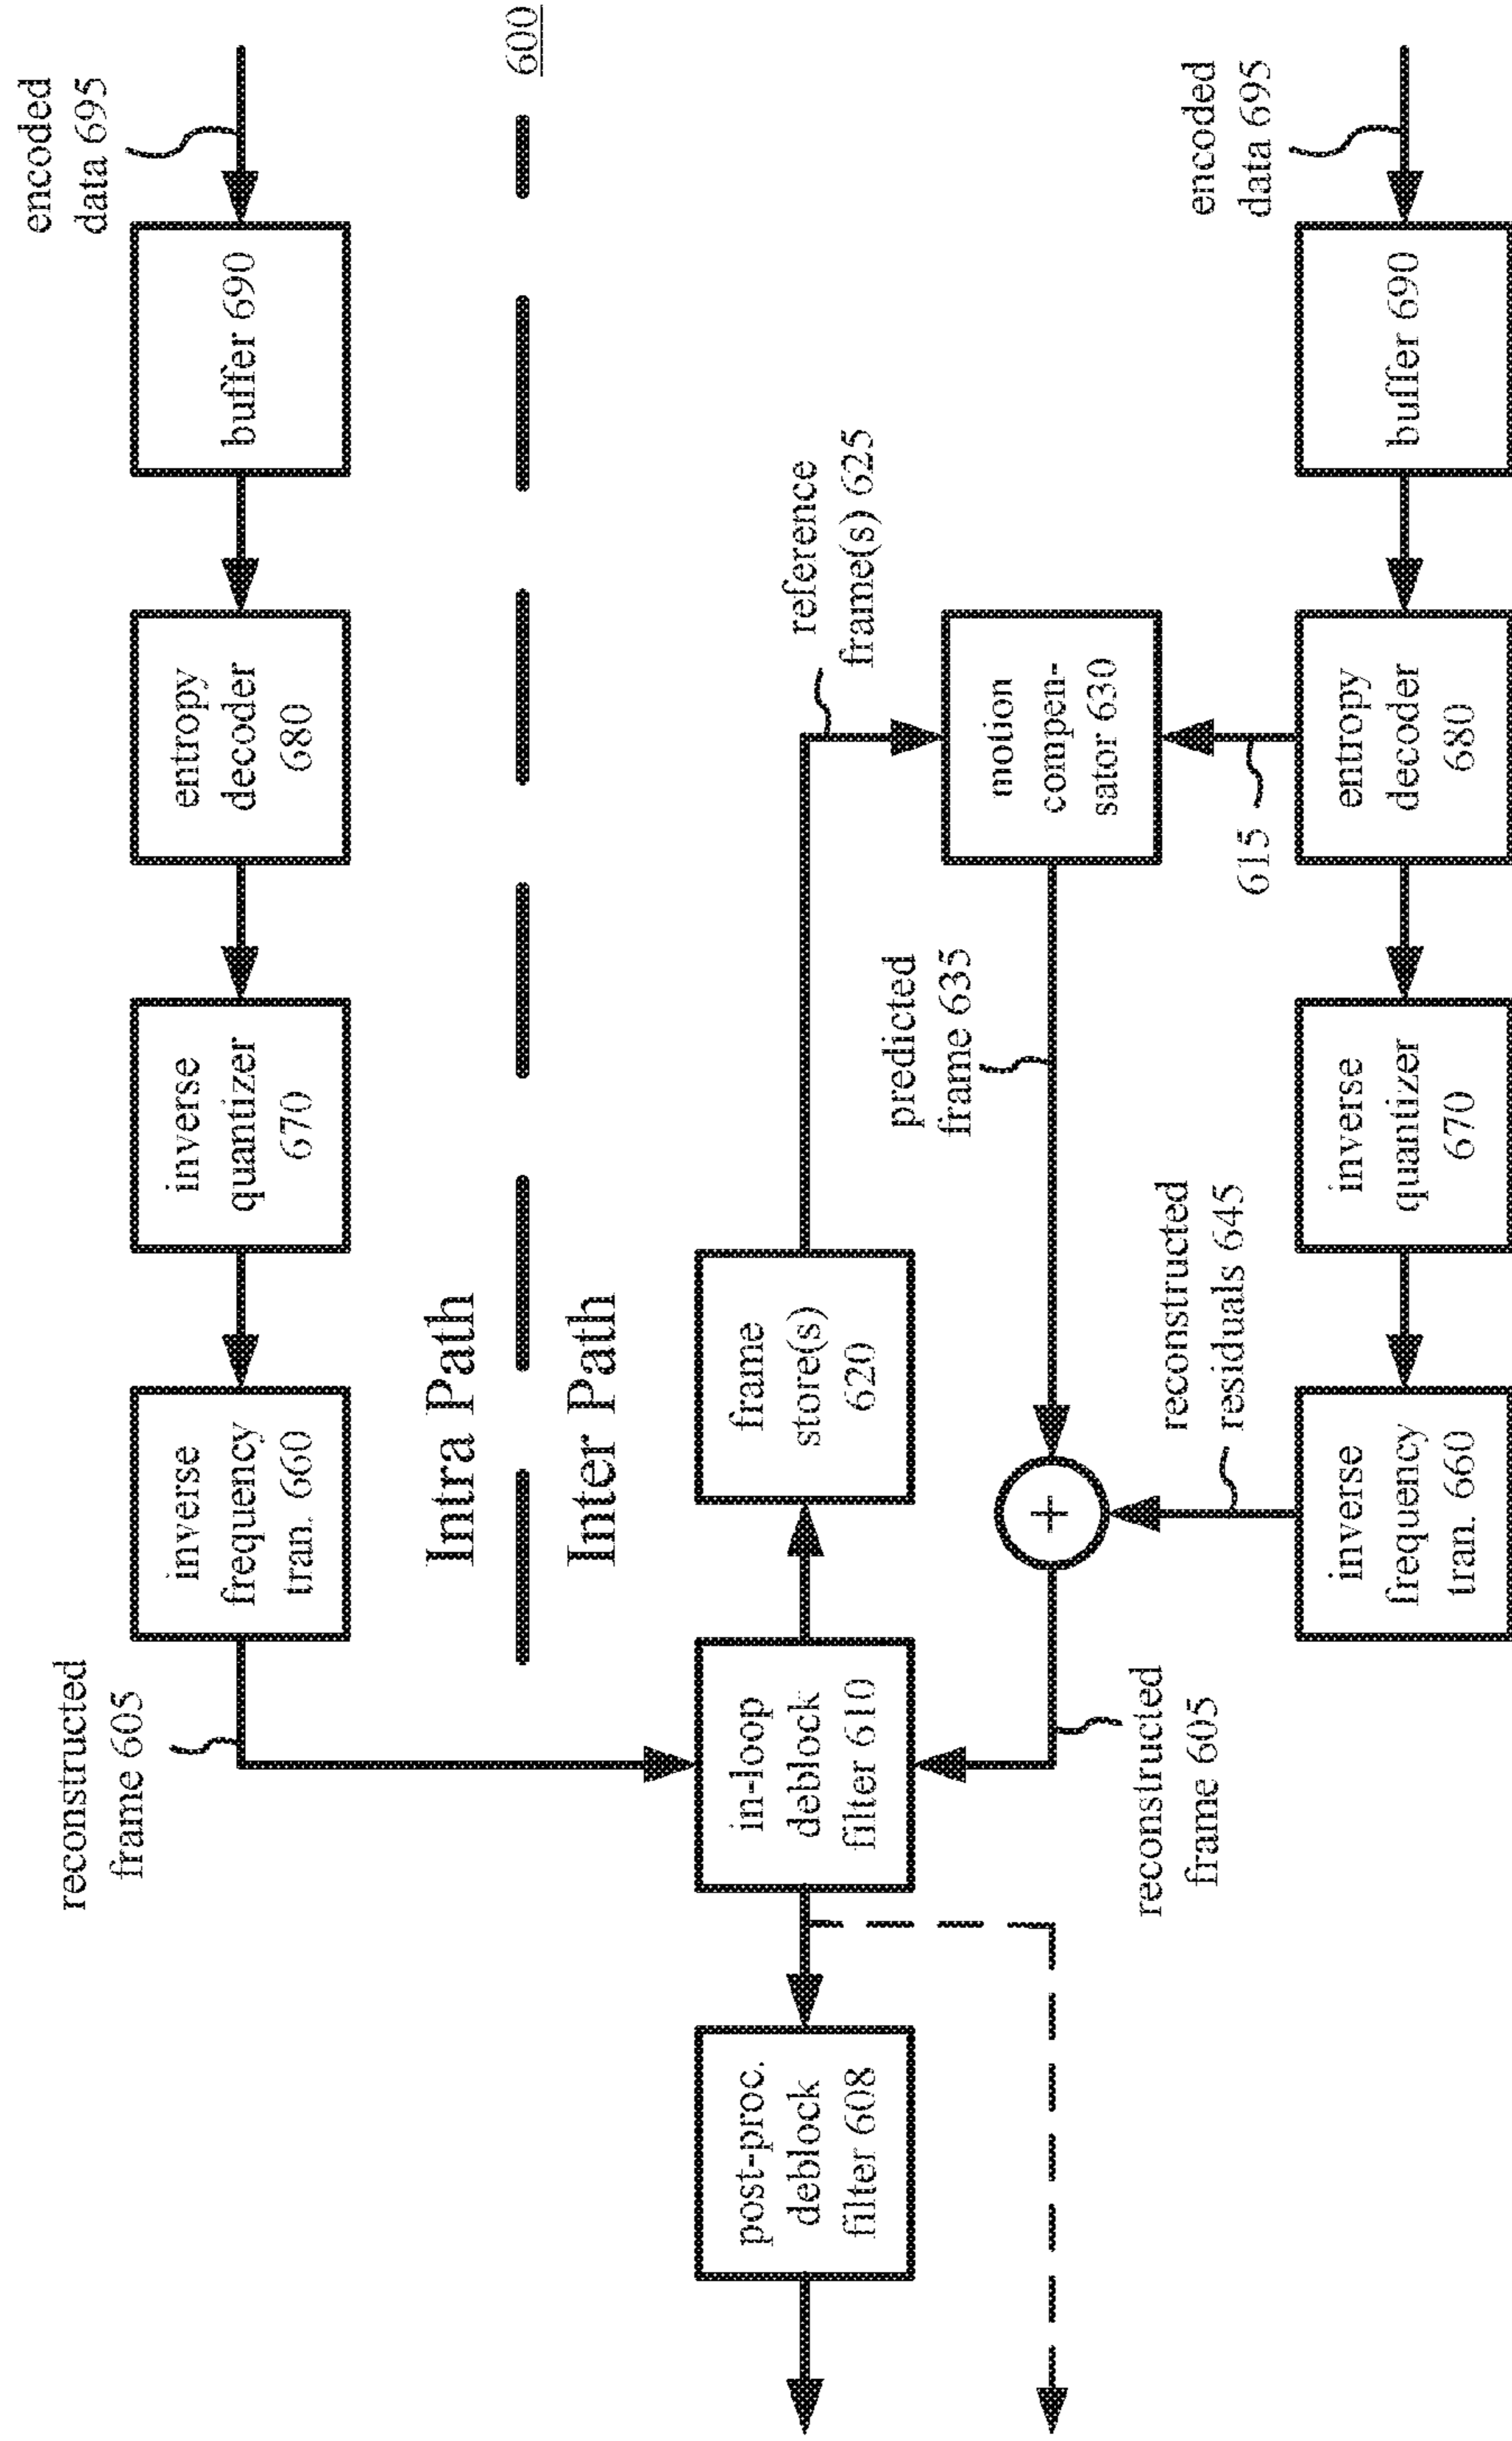 encoded
data 695
buffer 690
entropy
decoder
680
inverse
quantizer
670
inverse
frequency
tran. 660
reconstructed
frame 605
Intra Path
600
Inter Path
reference
frame(s) 625
frame
store(s)
620
in-loop
deblock
filter 610
post-proc.
deblock
filter 608
motion
compen-
sator 630
predicted
frame 635
+
reconstructed
frame 605
reconstructed
residuals 645
615
encoded
data 695
buffer 690
entropy
decoder
680
inverse
quantizer
670
inverse
frequency
tran. 660